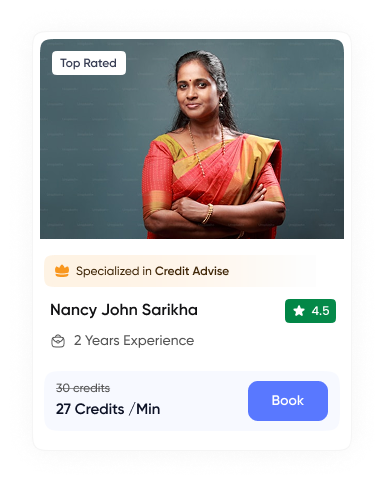 Top Rated
Specialized in Credit Advise
Nancy John Sarikha
4.5
2 Years Experience
30 credits
27 Credits /Min
Book